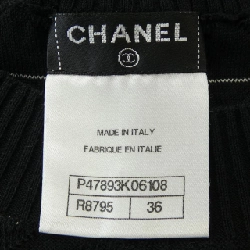 CHANEL
MADE IN ITALY
FABRIQUE EN ITALIE
P47893K06108
R8795 36